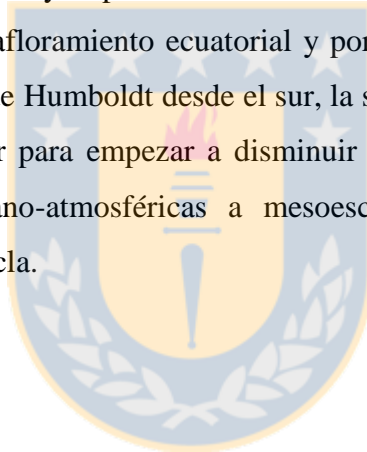 afloramiento ecuatorial y por
e Humboldt desde el sur, la s
r para empezar a disminuir
ano-atmosféricas a mesoesc
cla.